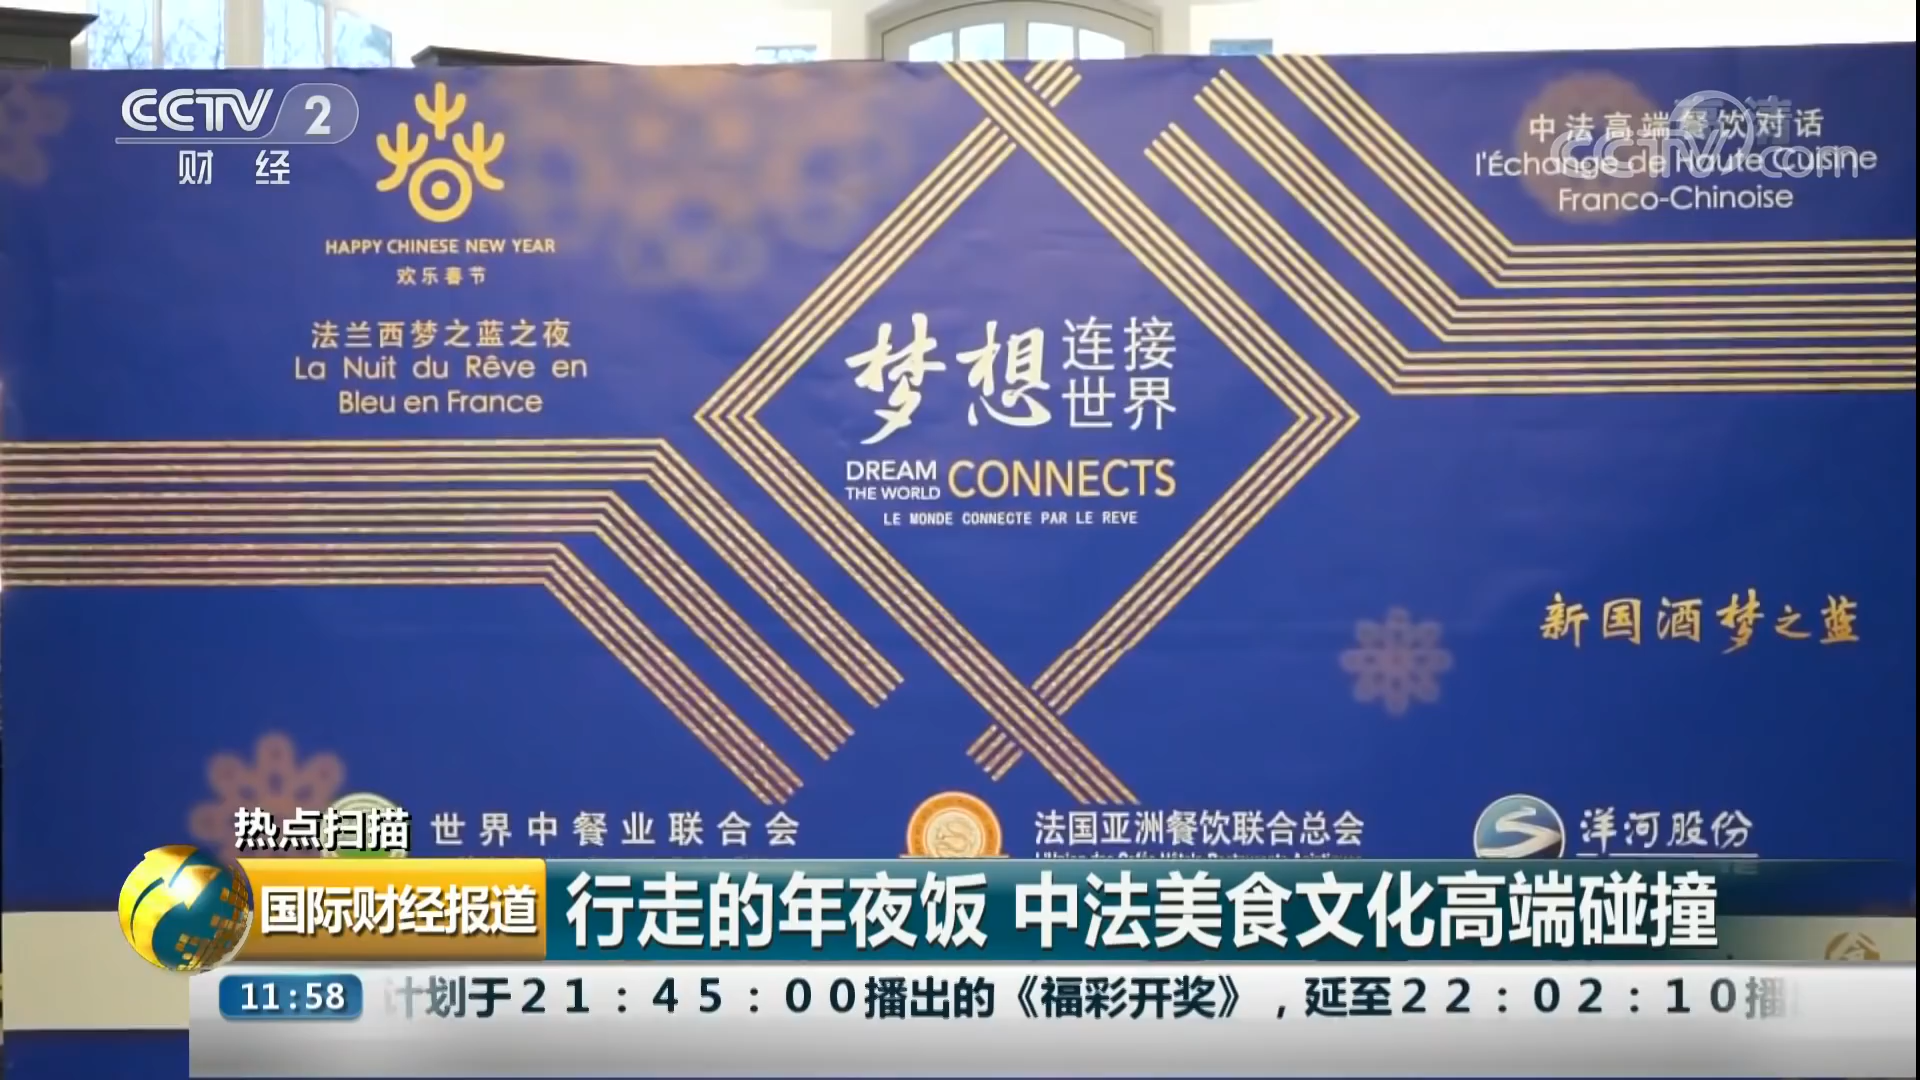 CCTV 2
财经
HAPPY CHINESE NEW YEAR
欢乐春节
法兰西梦之蓝之夜
La Nuit du Rêve en
Bleu en France
梦想连接
世界
DREAM
THE WORLD CONNECTS
LE MONDE CONNECTE PAR LE REVE
中法高端餐饮对话
l'Échange de Haute Cuisine
Franco-Chinoise
CCTV.com
新国酒梦之蓝
热点扫描
世界中餐业联合会
法国亚洲餐饮联合总会
洋河股份
国际财经报道
行走的年夜饭 中法美食文化高端碰撞
11:58
计划于21:45:00播出的《福彩开奖》，延至22:02:10播